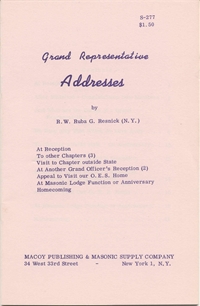 S-277
$1.50
Grand Representative
Addresses
by
R.W. Buba G. Resnick (N.Y.)
At Reception
To other Chapters (3)
Visit to Chapter outside State
At Another Grand Officer's Reception (2)
Appeal to Visit our O.E.S. Home
At Masonic Lodge Function or Anniversary
Homecoming
MACOY PUBLISHING & MASONIC SUPPLY COMPANY
34 West 33rd Street - New York 1, N.Y.